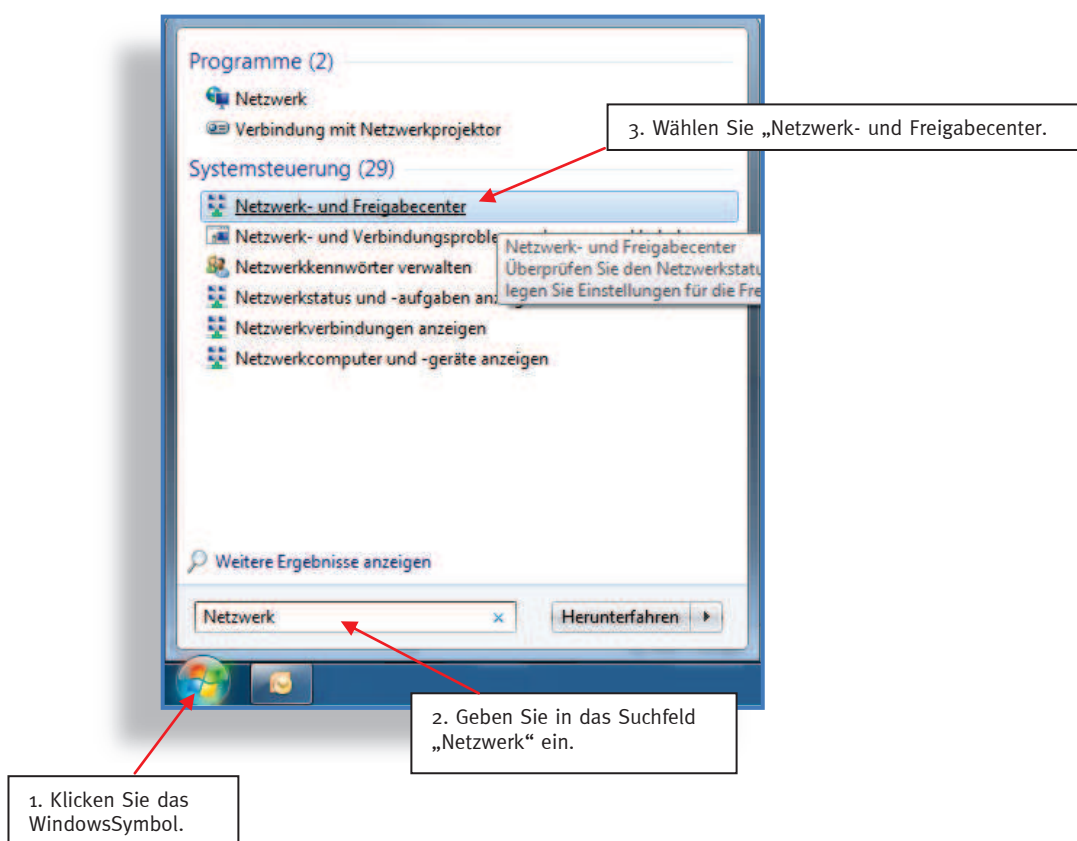 Programme (2)
Netzwerk
Verbindung mit Netzwerkprojektor
3. Wählen Sie „Netzwerk- und Freigabecenter.
Systemsteuerung (29)
Netzwerk- und Freigabecenter
Netzwerk- und Verbindungsproble
Netzwerk- und Freigabecenter
Netzwerkkennwörter verwalten
Überprüfen Sie den Netzwerkstatu
Netzwerkstatus und -aufgaben anz
legen Sie Einstellungen für die Fre
Netzwerkverbindungen anzeigen
Netzwerkcomputer und -geräte anzeigen
Weitere Ergebnisse anzeigen
Netzwerk
Herunterfahren
2. Geben Sie in das Suchfeld
„Netzwerk“ ein.
1. Klicken Sie das
WindowsSymbol.